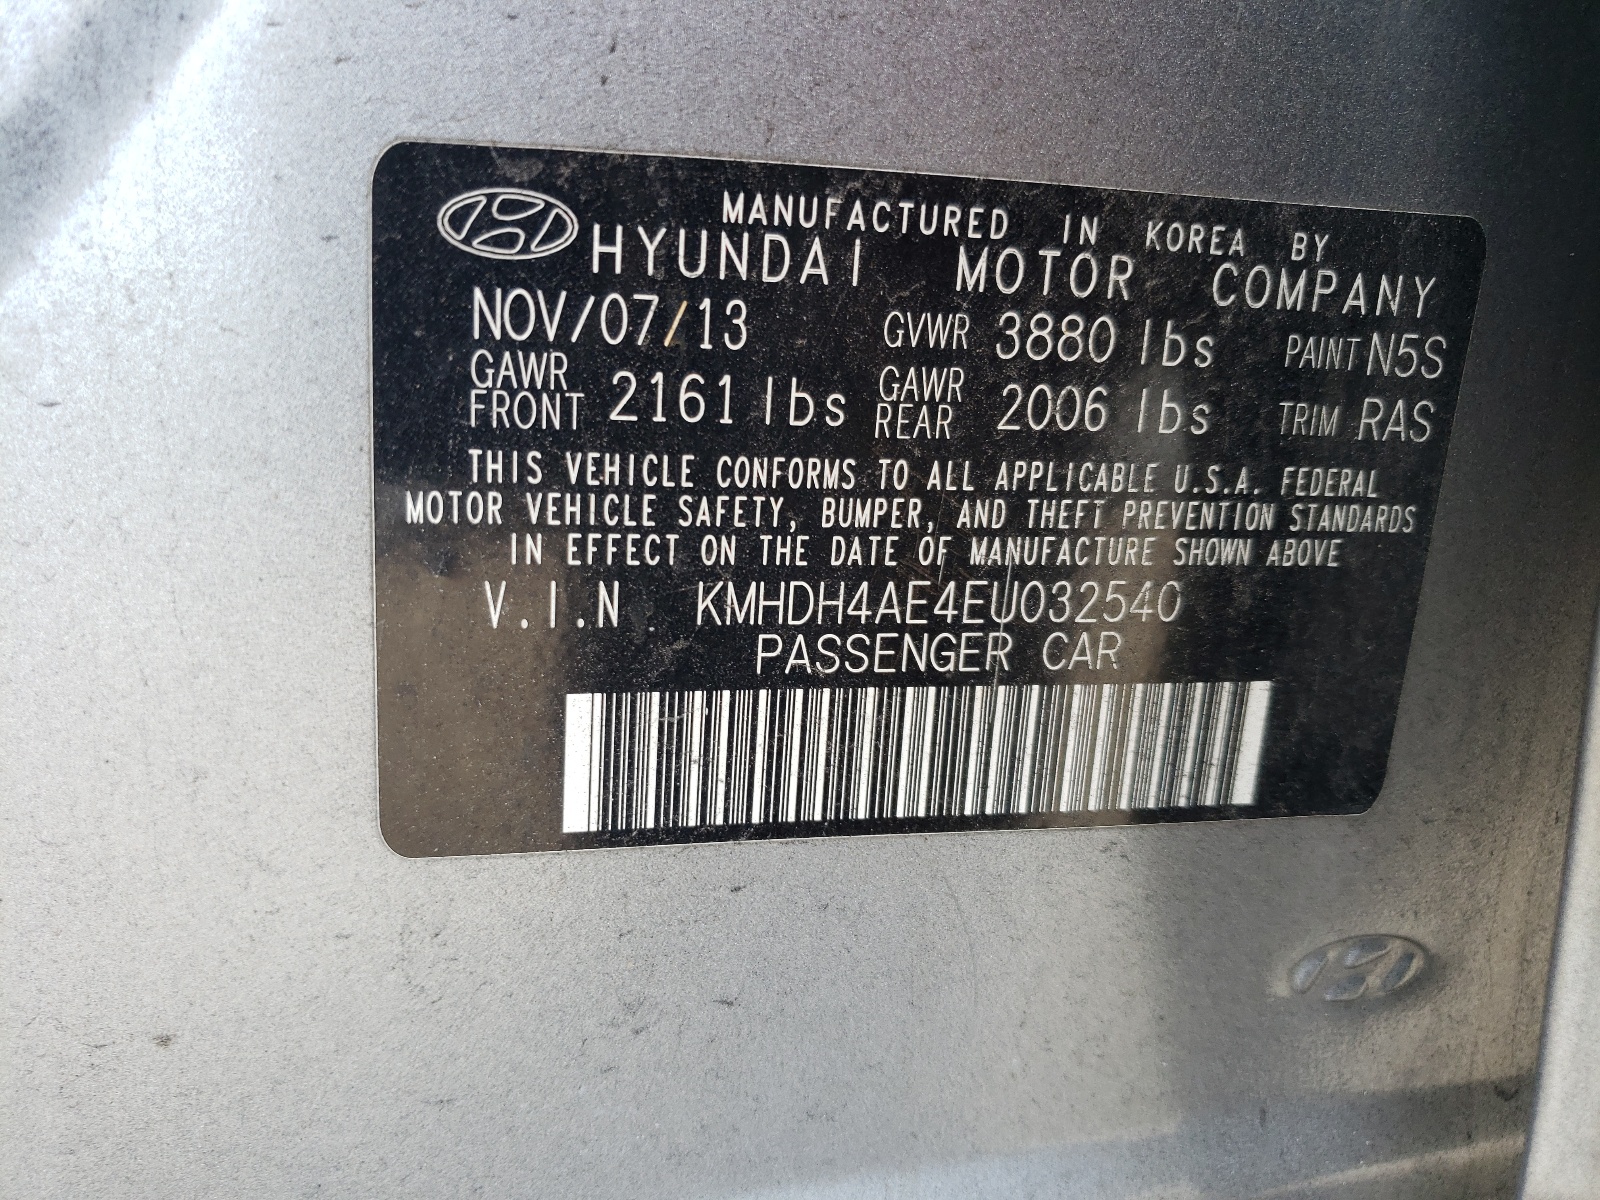 MANUFACTURED IN KOREA BY
HYUNDAI MOTOR COMPANY
NOV/07/13 GVWR 3880 lbs PAINT N5S
GAWR FRONT 2161 lbs GAWR REAR 2006 lbs TRIM RAS
THIS VEHICLE CONFORMS TO ALL APPLICABLE U.S.A. FEDERAL
MOTOR VEHICLE SAFETY, BUMPER, AND THEFT PREVENTION STANDARDS
IN EFFECT ON THE DATE OF MANUFACTURE SHOWN ABOVE
V.I.N. KMHDH4AE4EU032540
PASSENGER CAR